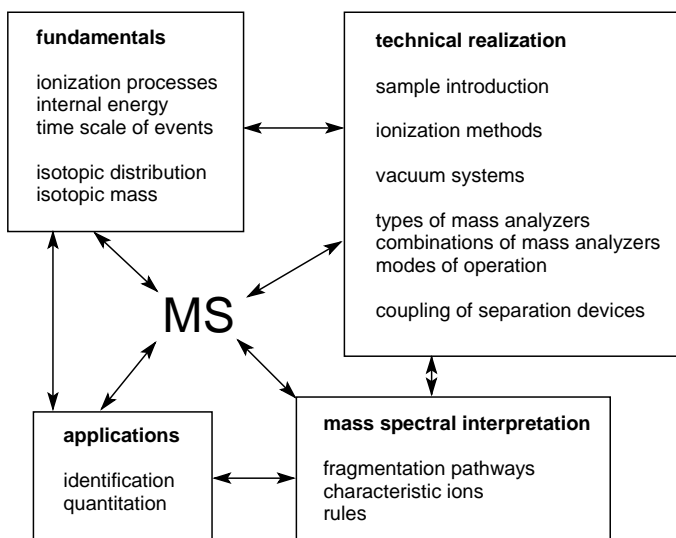 fundamentals
ionization processes
internal energy
time scale of events
isotopic distribution
isotopic mass
technical realization
sample introduction
ionization methods
vacuum systems
types of mass analyzers
combinations of mass analyzers
modes of operation
coupling of separation devices
MS
applications
identification
quantitation
mass spectral interpretation
fragmentation pathways
characteristic ions
rules